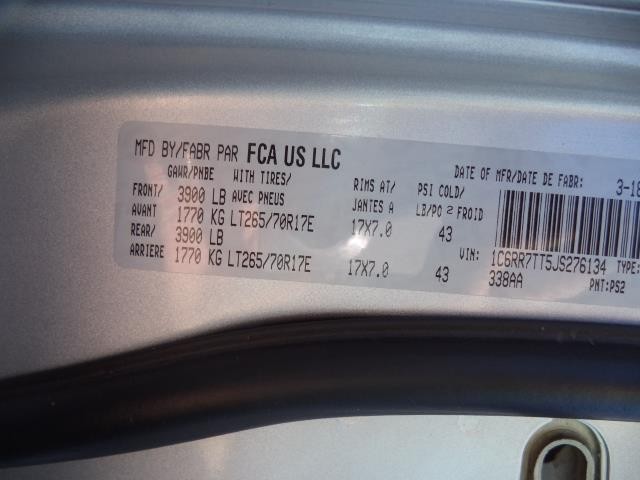 MFD BY/FABR PAR FCA US LLC DATE OF MFR/DATE DE FABR: 3-18
GAWR/PNBE WITH TIRES/ RIMS AT/ PSI COLD/
FRONT/ 3900 LB AVEC PNEUS JANTES A LB/PO2 FROID
AVANT 1770 KG LT265/70R17E 17X7.0 43
REAR/ 3900 LB VIN: 1C6RR7TT5JS276134 TYPE:
ARRIERE 1770 KG LT265/70R17E 17X7.0 43 338AA PNT:PS2